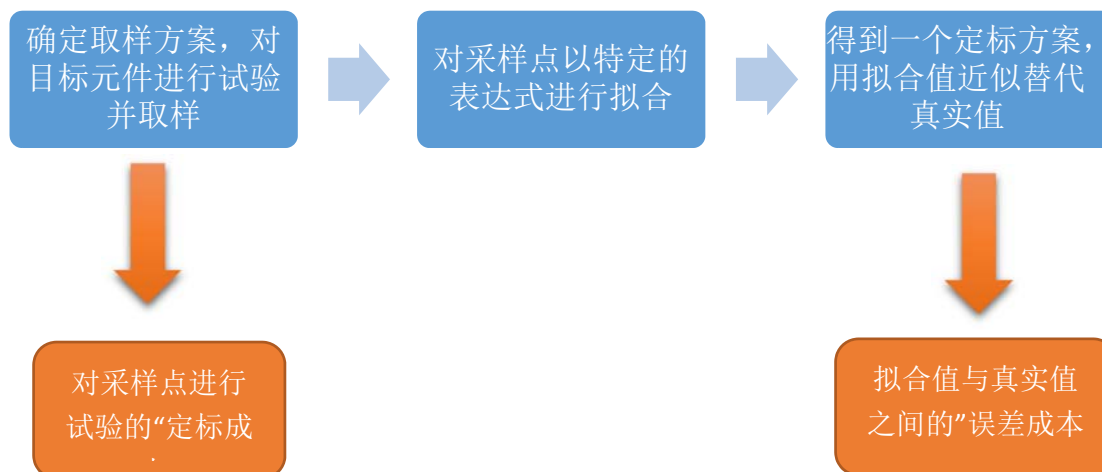 确定取样方案，对
目标元件进行试验
并取样
对采样点以特定的
表达式进行拟合
得到一个定标方案，
用拟合值近似替代
真实值
对采样点进行
试验的“定标成
拟合值与真实值
之间的”误差成本